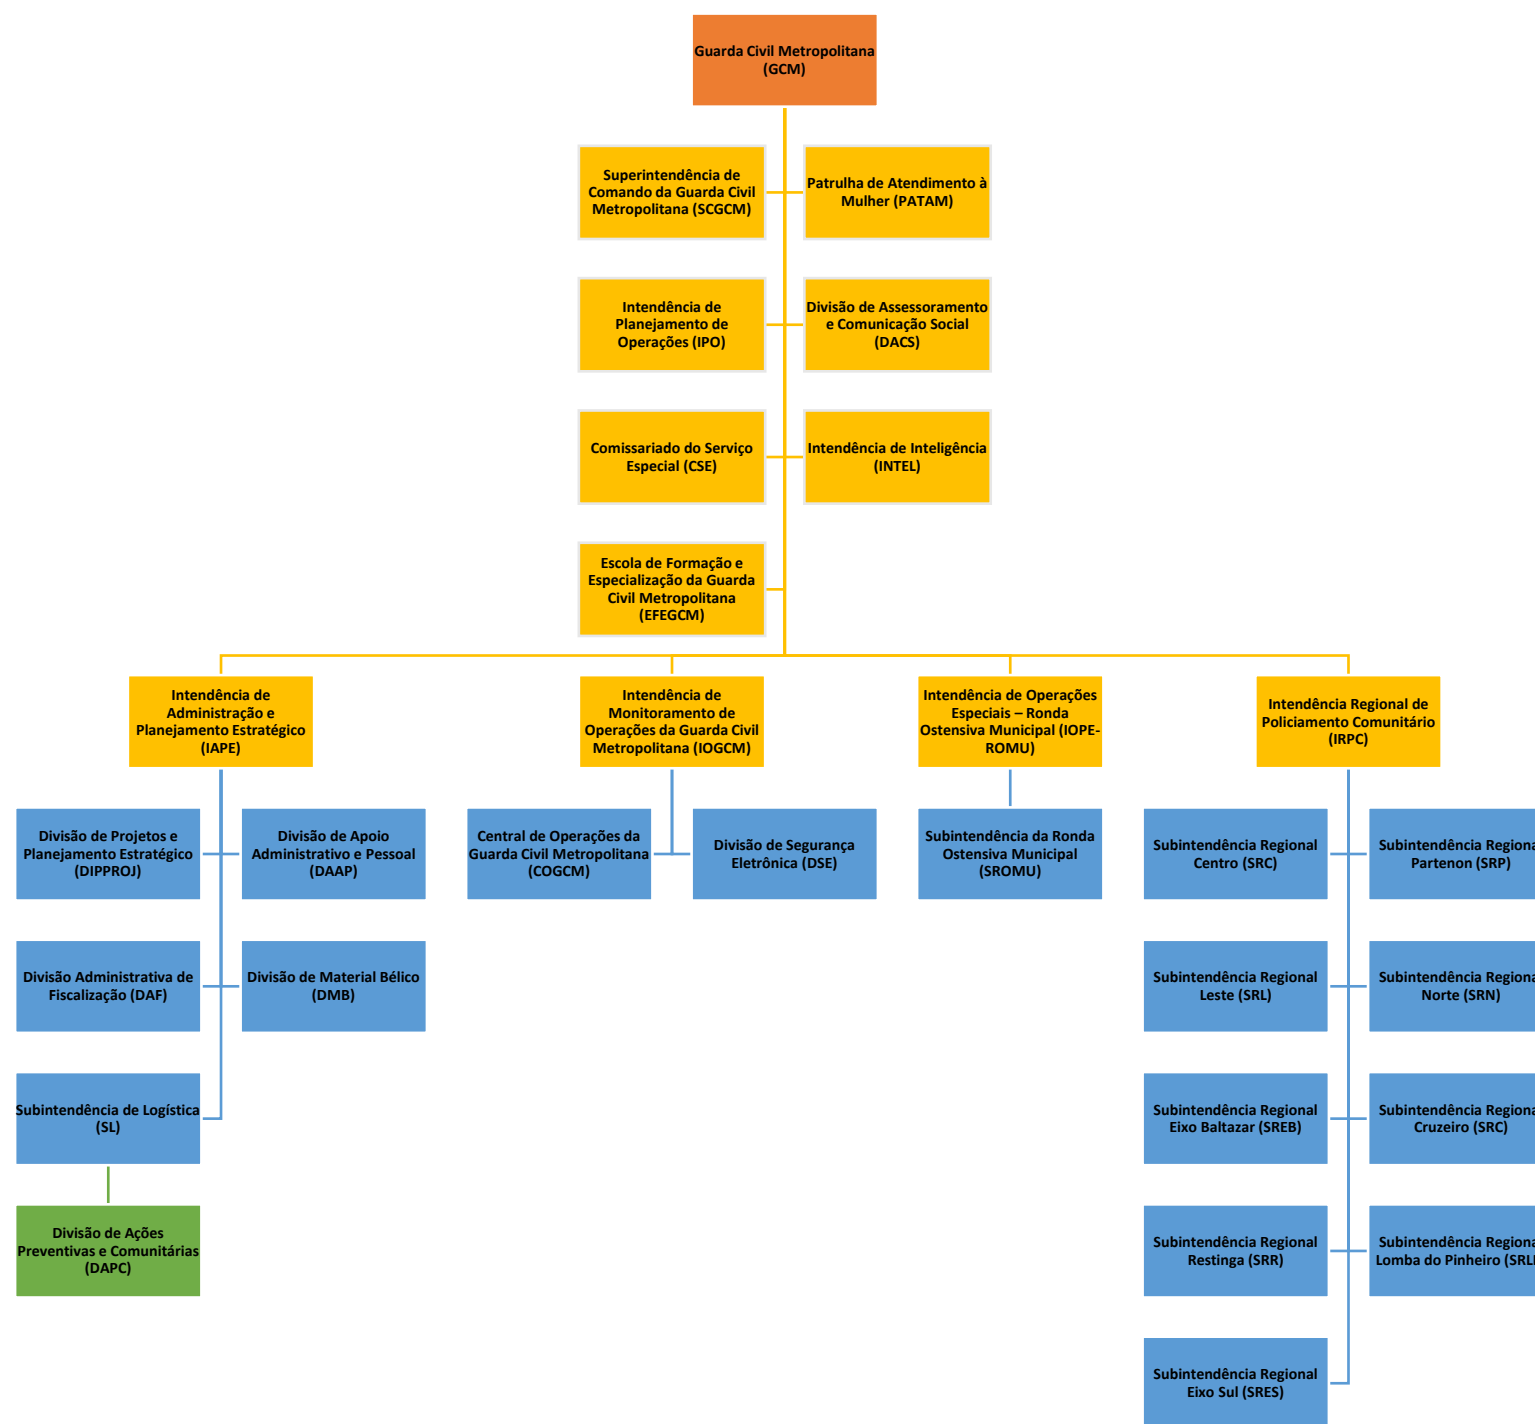 Guarda Civil Metropolitana
(GCM)
Superintendência de
Comando da Guarda Civil
Metropolitana (SCGCM)
Patrulha de Atendimento à
Mulher (PATAM)
Intendência de
Planejamento de
Operações (IPO)
Divisão de Assessoramento
e Comunicação Social
(DACS)
Comissariado do Serviço
Especial (CSE)
Intendência de Inteligência
(INTEL)
Escola de Formação e
Especialização da Guarda
Civil Metropolitana
(EFEGCM)
Intendência de
Administração e
Planejamento Estratégico
(IAPE)
Intendência de
Monitoramento de
Operações da Guarda Civil
Metropolitana (IOGCM)
Intendência de Operações
Especiais – Ronda
Ostensiva Municipal (IOPE-
ROMU)
Intendência Regional de
Policiamento Comunitário
(IRPC)
Divisão de Projetos e
Planejamento Estratégico
(DIPPROJ)
Divisão de Apoio
Administrativo e Pessoal
(DAAP)
Central de Operações da
Guarda Civil Metropolitana
(COGCM)
Divisão de Segurança
Eletrônica (DSE)
Subintendência da Ronda
Ostensiva Municipal
(SROMU)
Subintendência Regional
Centro (SRC)
Subintendência Regiona
Partenon (SRP)
Divisão Administrativa de
Fiscalização (DAF)
Divisão de Material Bélico
(DMB)
Subintendência Regional
Leste (SRL)
Subintendência Regiona
Norte (SRN)
Subintendência de Logística
(SL)
Subintendência Regional
Eixo Baltazar (SREB)
Subintendência Regiona
Cruzeiro (SRC)
Divisão de Ações
Preventivas e Comunitárias
(DAPC)
Subintendência Regional
Restinga (SRR)
Subintendência Regiona
Lomba do Pinheiro
Subintendência Regional
Eixo Sul (SRES)